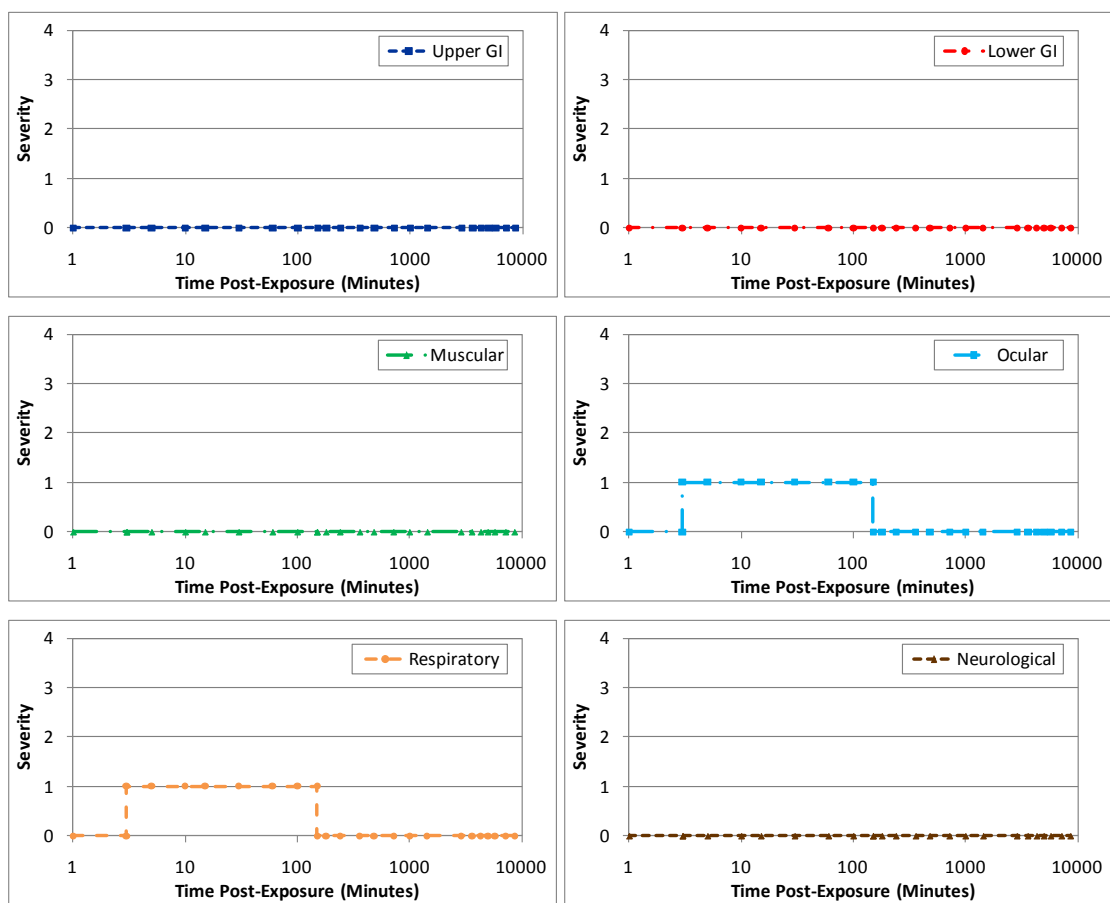 4
3
2
1
0
Severity
Upper GI
1 10 100 1000 10000
Time Post-Exposure (Minutes)
4
3
2
1
0
Severity
Lower GI
1 10 100 1000 10000
Time Post-Exposure (Minutes)
4
3
2
1
0
Severity
Muscular
1 10 100 1000 10000
Time Post-Exposure (Minutes)
4
3
2
1
0
Severity
Ocular
1 10 100 1000 10000
Time Post-Exposure (minutes)
4
3
2
1
0
Severity
Respiratory
1 10 100 1000 10000
Time Post-Exposure (Minutes)
4
3
2
1
0
Severity
Neurological
1 10 100 1000 10000
Time Post-Exposure (Minutes)